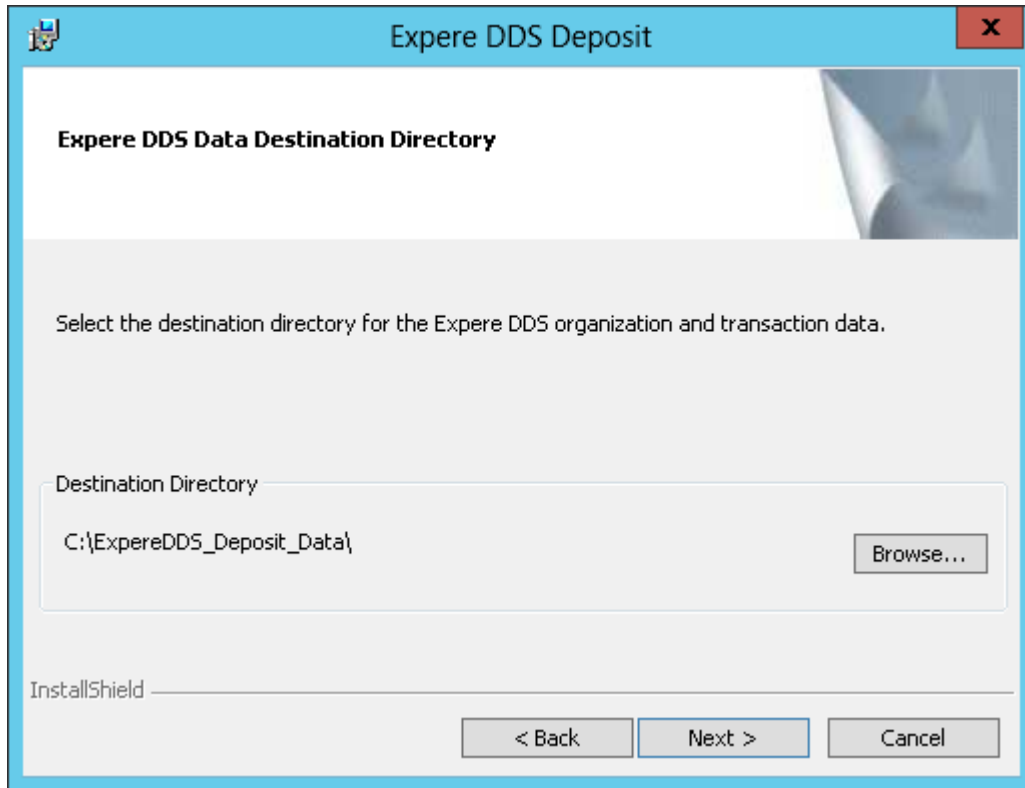 Expere DDS Deposit
x
Expere DDS Data Destination Directory
Select the destination directory for the Expere DDS organization and transaction data.
Destination Directory
C:\ExpereDDS_Deposit_Data\
Browse...
InstallShield
< Back
Next >
Cancel